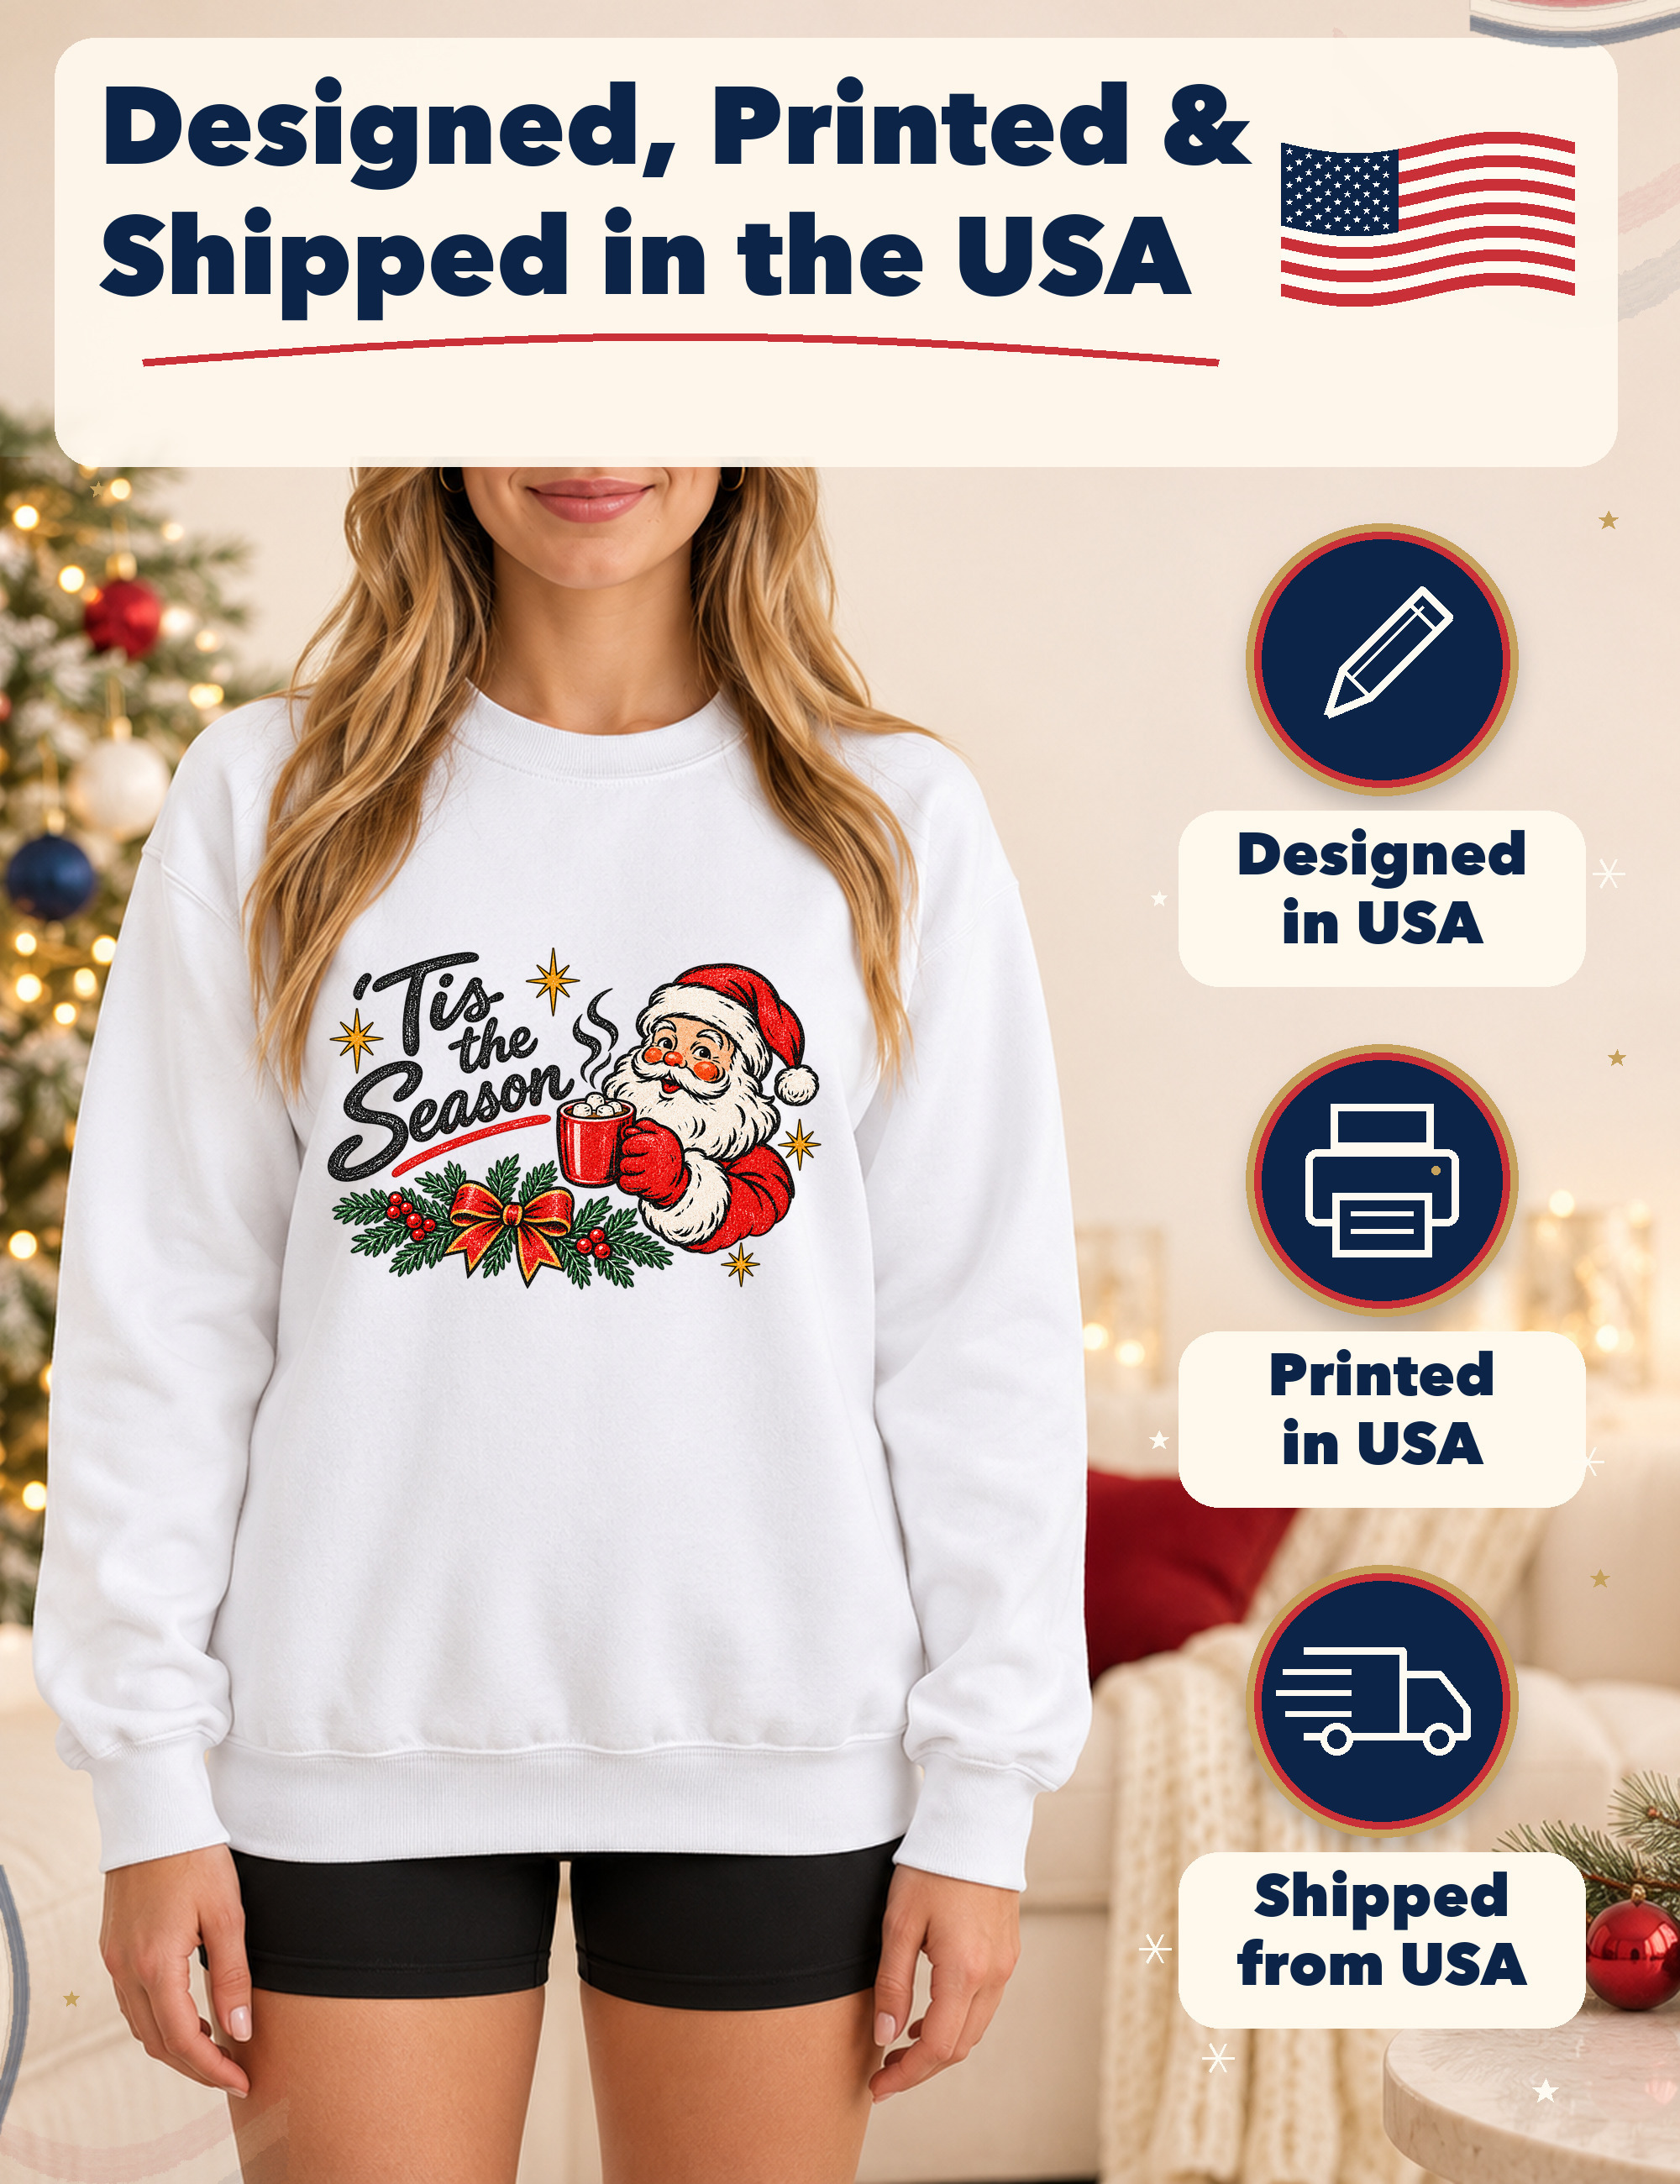 Designed, Printed &
Shipped in the USA
'Tis
the
Season
Designed
in USA
Printed
in USA
Shipped
from USA